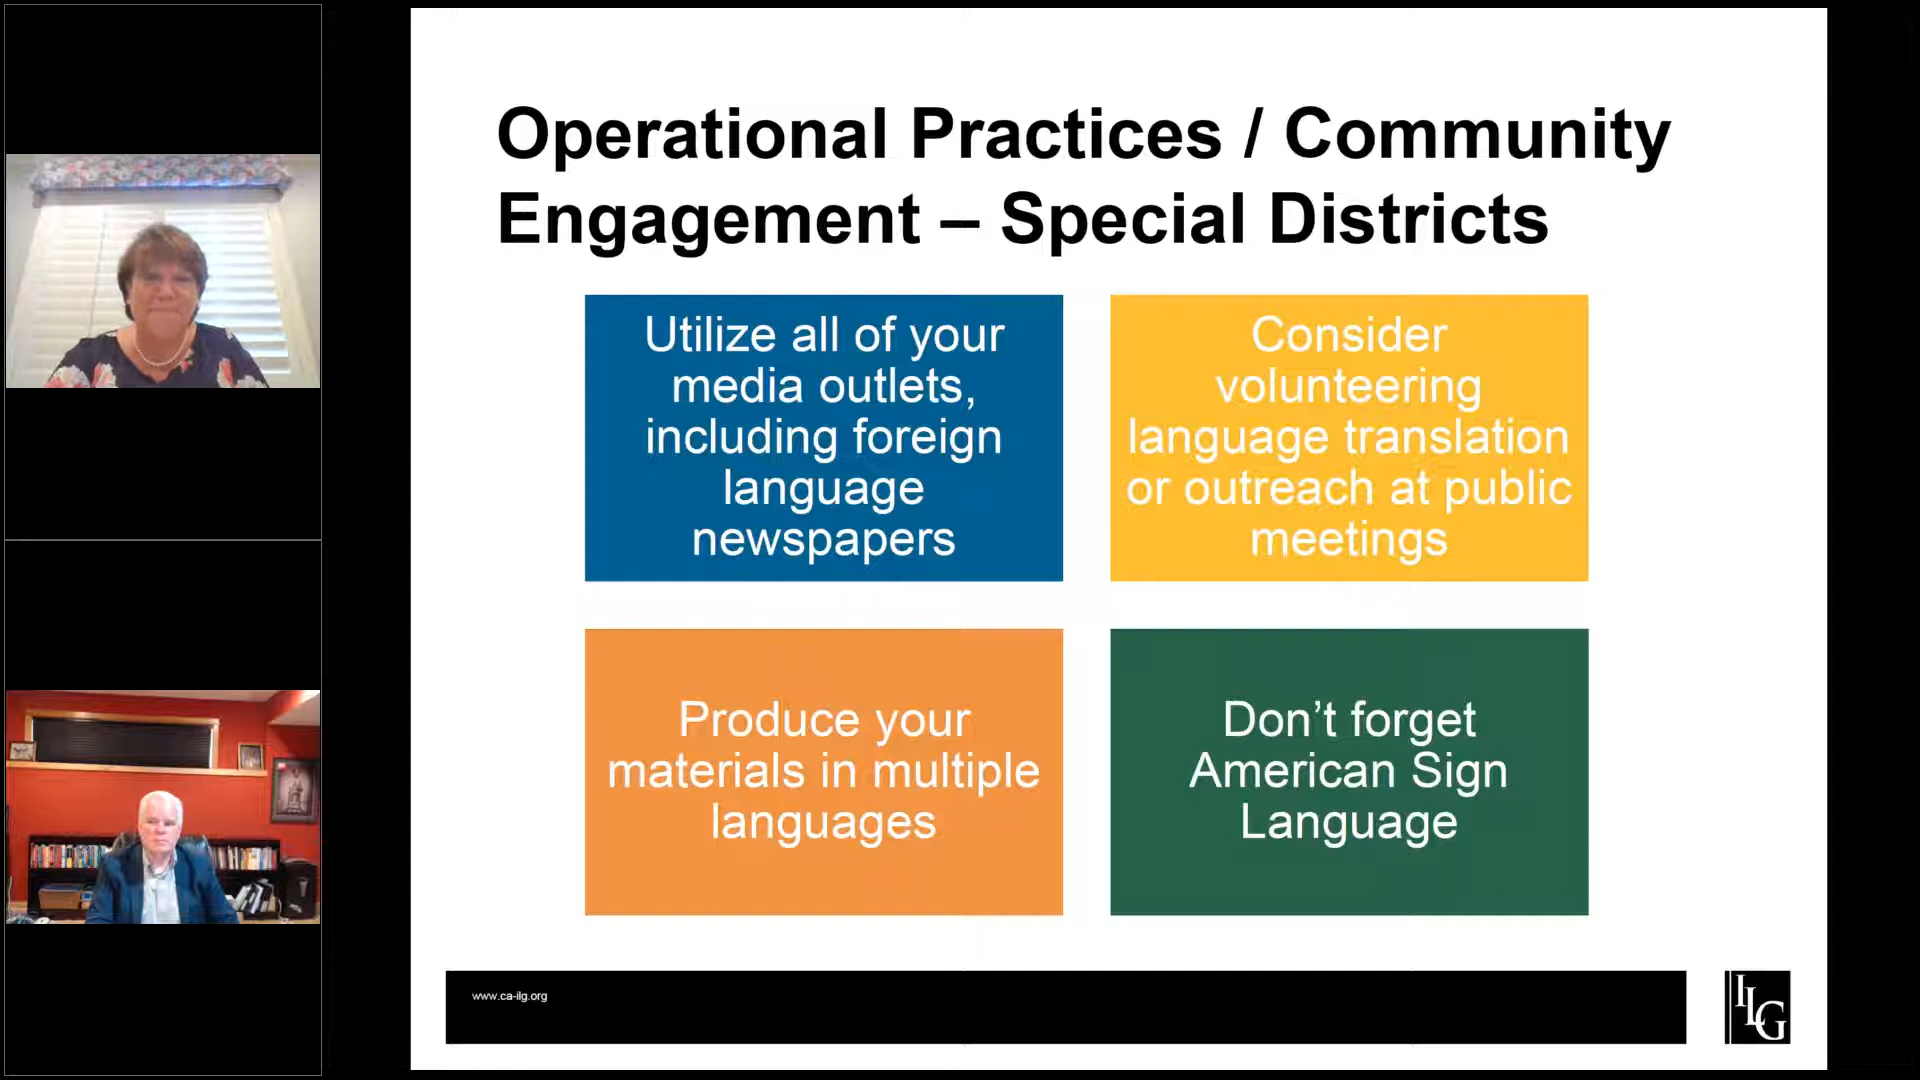 Operational Practices / Community
Engagement – Special Districts
Utilize all of your
media outlets,
including foreign
language
newspapers
Consider
volunteering
language translation
or outreach at public
meetings
Produce your
materials in multiple
languages
Don’t forget
American Sign
Language
www.ca-ilg.org
ILG